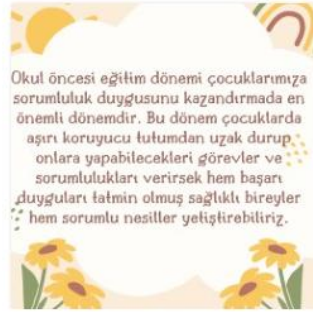 Okul öncesi eğitim dönemi çocuklarımıza
sorumluluk duygusunu kazandırmada en
önemli dönemdir. Bu dönem çocuklarda
aşırı koruyucu tutumdan uzak durup
onlara yapabilecekleri görevler ve
sorumlulukları verirsek hem başarı
duyguları tatmin olmuş sağlıklı bireyler
hem sorumlu nesiller yetiştirebiliriz.